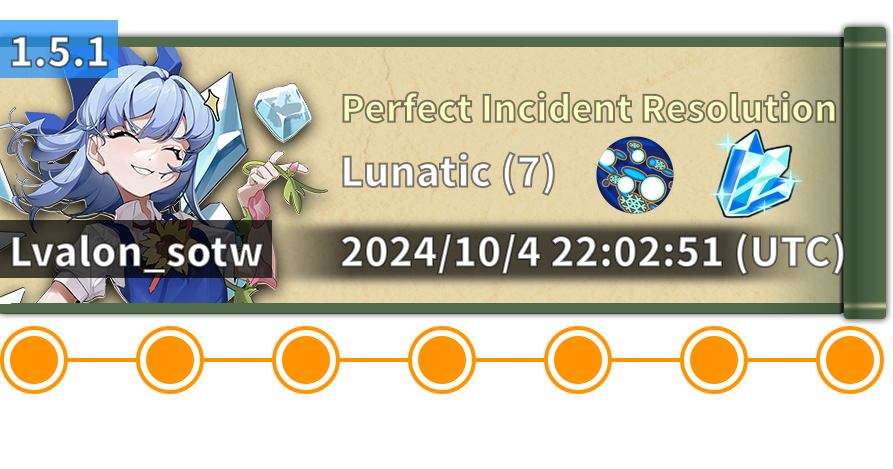 1.5.1
Perfect Incident Resolution
Lunatic (7)
Lvalon_sotw
2024/10/4 22:02:51 (UTC)